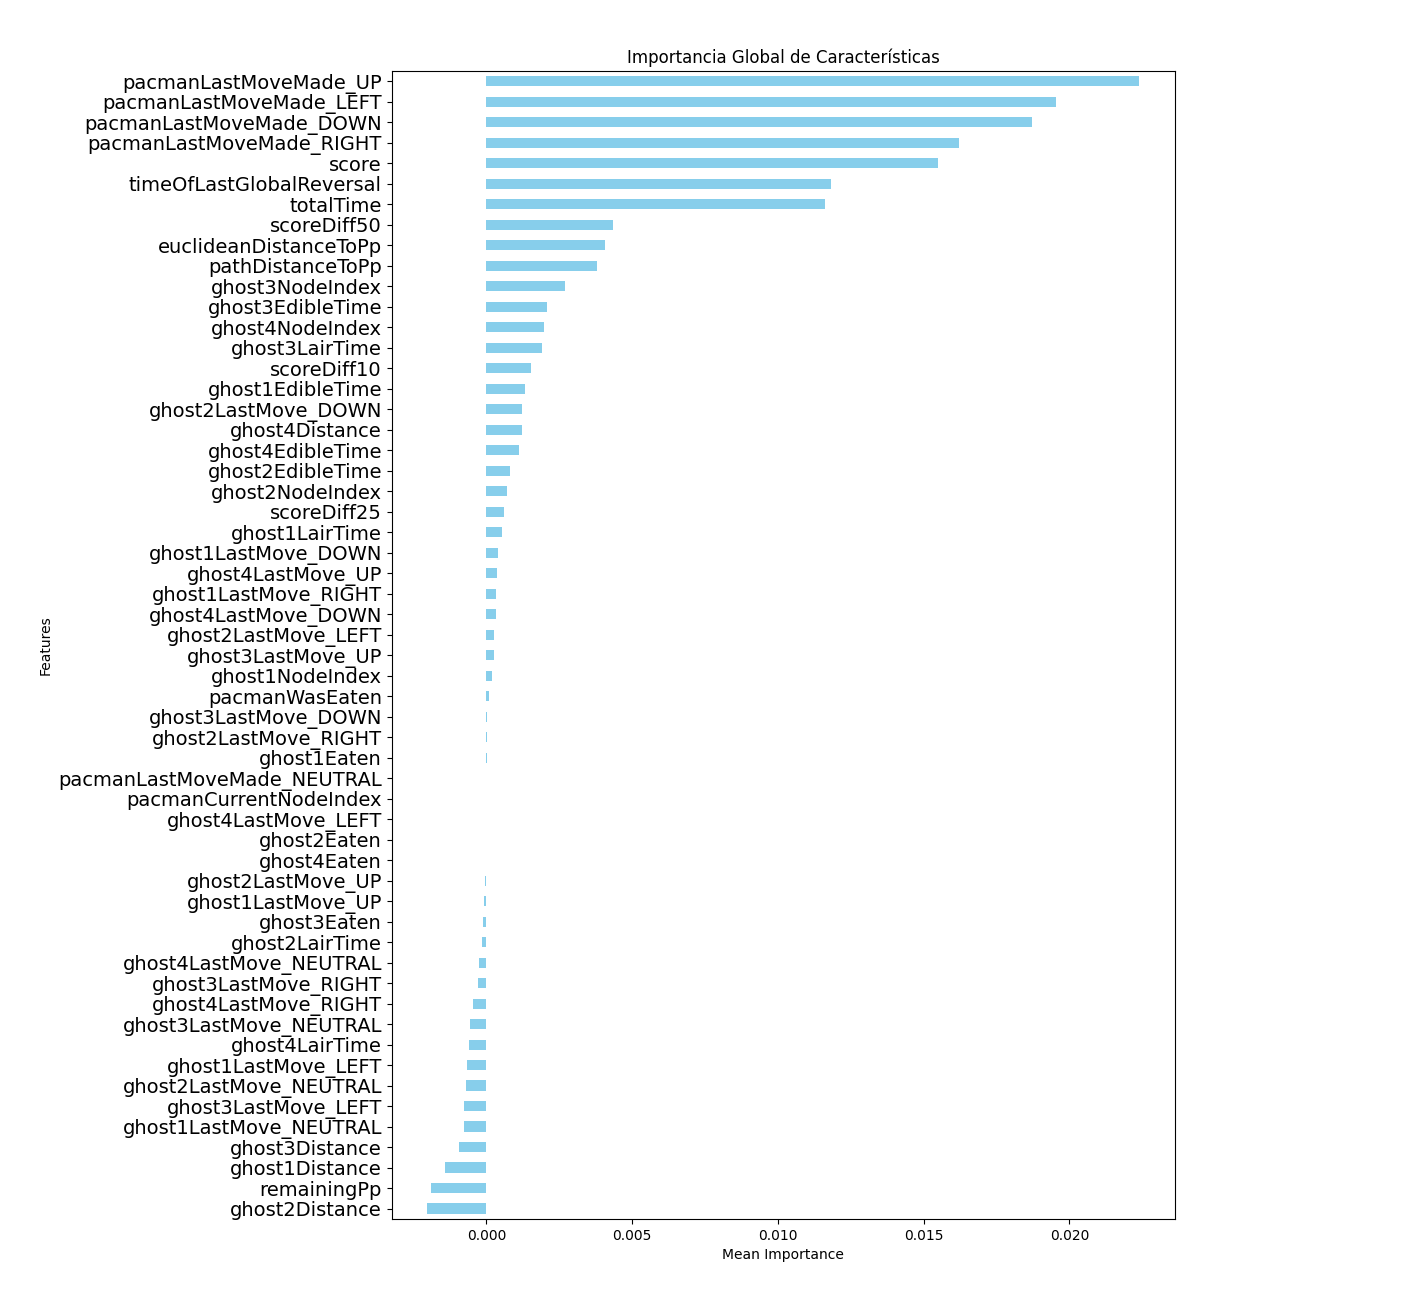 Importancia Global de Características
pacmanLastMoveMade_UP
pacmanLastMoveMade_LEFT
pacmanLastMoveMade_DOWN
pacmanLastMoveMade_RIGHT
score
timeOfLastGlobalReversal
totalTime
scoreDiff50
euclideanDistanceToPp
pathDistanceToPp
ghost3NodeIndex
ghost3EdibleTime
ghost4NodeIndex
ghost3LairTime
scoreDiff10
ghost1EdibleTime
ghost2LastMove_DOWN
ghost4Distance
ghost4EdibleTime
ghost2EdibleTime
ghost2NodeIndex
scoreDiff25
ghost1LairTime
ghost1LastMove_DOWN
ghost4LastMove_UP
ghost1LastMove_RIGHT
ghost4LastMove_DOWN
ghost2LastMove_LEFT
ghost3LastMove_UP
ghost1NodeIndex
pacmanWasEaten
ghost3LastMove_DOWN
ghost2LastMove_RIGHT
ghost1Eaten
pacmanLastMoveMade_NEUTRAL
pacmanCurrentNodeIndex
ghost4LastMove_LEFT
ghost2Eaten
ghost4Eaten
ghost2LastMove_UP
ghost1LastMove_UP
ghost3Eaten
ghost2LairTime
ghost4LastMove_NEUTRAL
ghost3LastMove_RIGHT
ghost4LastMove_RIGHT
ghost3LastMove_NEUTRAL
ghost4LairTime
ghost1LastMove_LEFT
ghost2LastMove_NEUTRAL
ghost3LastMove_LEFT
ghost1LastMove_NEUTRAL
ghost3Distance
ghost1Distance
remainingPp
ghost2Distance
Features
0.000 0.005 0.010 0.015 0.020
Mean Importance